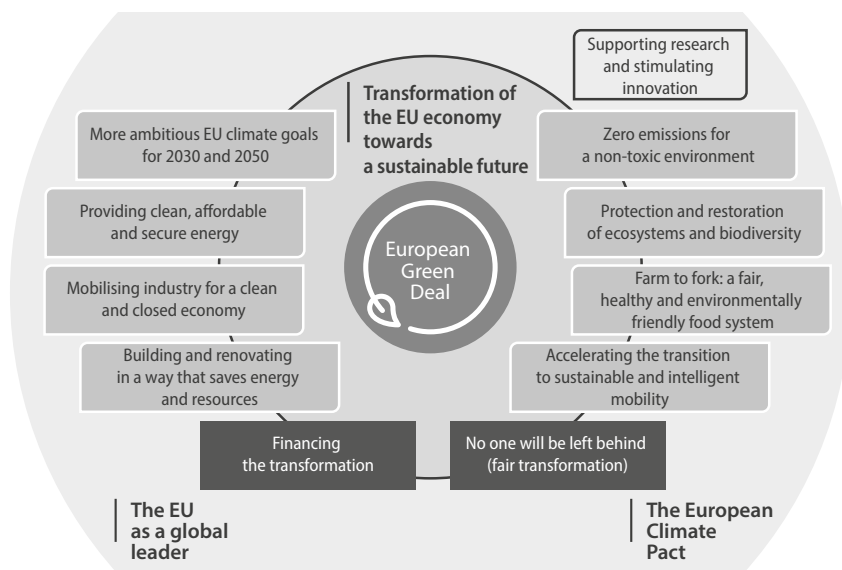 Supporting research
and stimulating
innovation
Transformation of
the EU economy
towards
a sustainable future
More ambitious EU climate goals
for 2030 and 2050
Zero emissions for
a non-toxic environment
Providing clean, affordable
and secure energy
Protection and restoration
of ecosystems and biodiversity
European
Green
Deal
Mobilising industry for a clean
and closed economy
Farm to fork: a fair,
healthy and environmentally
friendly food system
Building and renovating
in a way that saves energy
and resources
Accelerating the transition
to sustainable and intelligent
mobility
Financing
the transformation
No one will be left behind
(fair transformation)
The EU
as a global
leader
The European
Climate
Pact